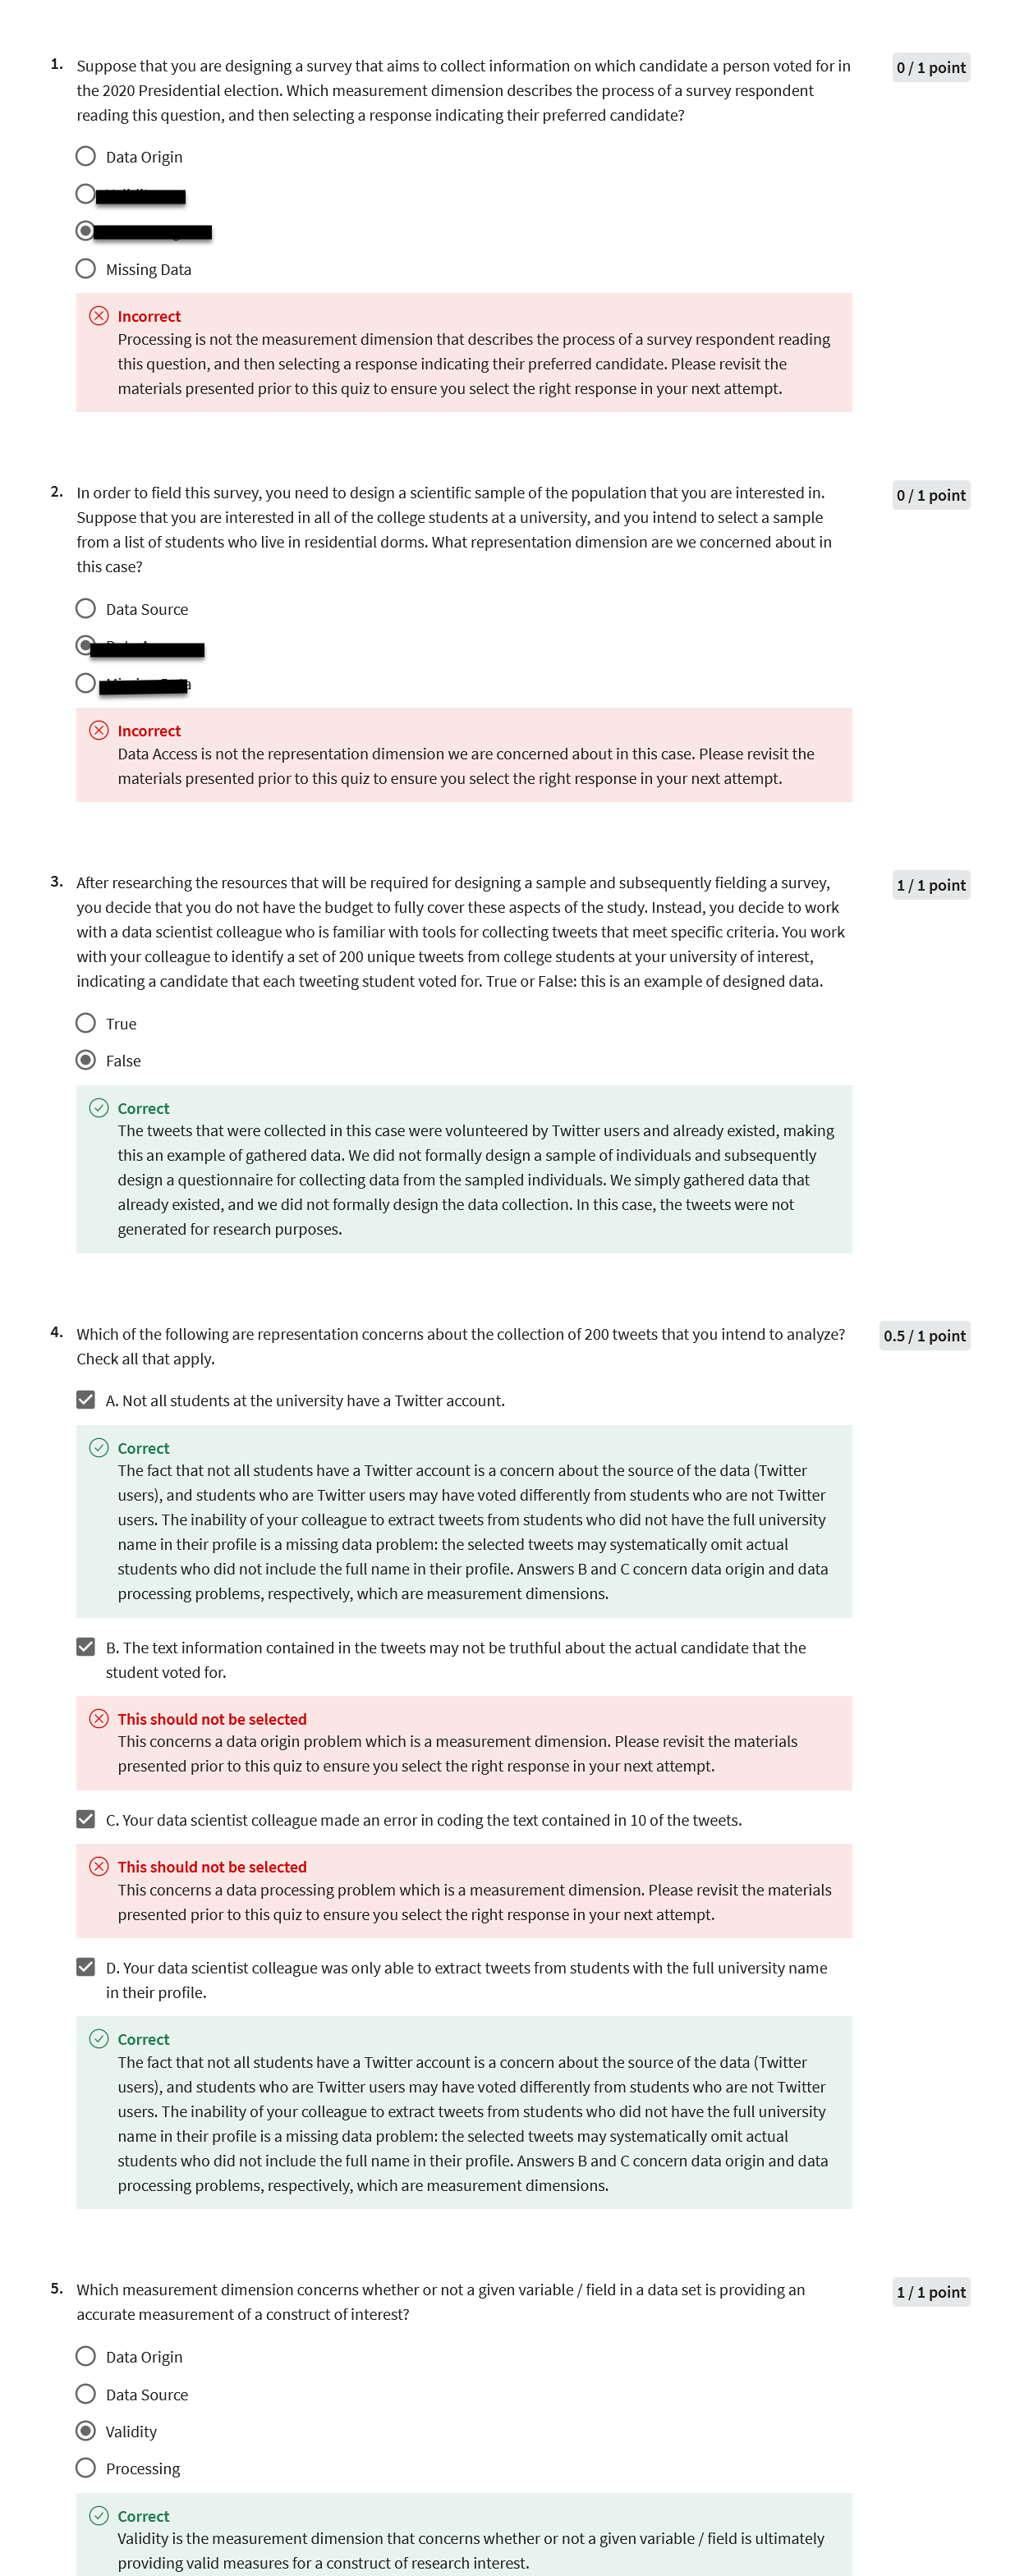 1. Suppose that you are designing a survey that aims to collect information on which candidate a person voted for in
the 2020 Presidential election. Which measurement dimension describes the process of a survey respondent
reading this question, and then selecting a response indicating their preferred candidate?
0 / 1 point
Data Origin
Missing Data
Incorrect
Processing is not the measurement dimension that describes the process of a survey respondent reading
this question, and then selecting a response indicating their preferred candidate. Please revisit the
materials presented prior to this quiz to ensure you select the right response in your next attempt.
2. In order to field this survey, you need to design a scientific sample of the population that you are interested in.
Suppose that you are interested in all of the college students at a university, and you intend to select a sample
from a list of students who live in residential dorms. What representation dimension are we concerned about in
this case?
0 / 1 point
Data Source
Incorrect
Data Access is not the representation dimension we are concerned about in this case. Please revisit the
materials presented prior to this quiz to ensure you select the right response in your next attempt.
3. After researching the resources that will be required for designing a sample and subsequently fielding a survey,
you decide that you do not have the budget to fully cover these aspects of the study. Instead, you decide to work
with a data scientist colleague who is familiar with tools for collecting tweets that meet specific criteria. You work
with your colleague to identify a set of 200 unique tweets from college students at your university of interest,
indicating a candidate that each tweeting student voted for. True or False: this is an example of designed data.
1 / 1 point
True
False
Correct
The tweets that were collected in this case were volunteered by Twitter users and already existed, making
this an example of gathered data. We did not formally design a sample of individuals and subsequently
design a questionnaire for collecting data from the sampled individuals. We simply gathered data that
already existed, and we did not formally design the data collection. In this case, the tweets were not
generated for research purposes.
4. Which of the following are representation concerns about the collection of 200 tweets that you intend to analyze?
Check all that apply.
0.5 / 1 point
A. Not all students at the university have a Twitter account.
Correct
The fact that not all students have a Twitter account is a concern about the source of the data (Twitter
users), and students who are Twitter users may have voted differently from students who are not Twitter
users. The inability of your colleague to extract tweets from students who did not have the full university
name in their profile is a missing data problem: the selected tweets may systematically omit actual
students who did not include the full name in their profile. Answers B and C concern data origin and data
processing problems, respectively, which are measurement dimensions.
B. The text information contained in the tweets may not be truthful about the actual candidate that the
student voted for.
This should not be selected
This concerns a data origin problem which is a measurement dimension. Please revisit the materials
presented prior to this quiz to ensure you select the right response in your next attempt.
C. Your data scientist colleague made an error in coding the text contained in 10 of the tweets.
This should not be selected
This concerns a data processing problem which is a measurement dimension. Please revisit the materials
presented prior to this quiz to ensure you select the right response in your next attempt.
D. Your data scientist colleague was only able to extract tweets from students with the full university name
in their profile.
Correct
The fact that not all students have a Twitter account is a concern about the source of the data (Twitter
users), and students who are Twitter users may have voted differently from students who are not Twitter
users. The inability of your colleague to extract tweets from students who did not have the full university
name in their profile is a missing data problem: the selected tweets may systematically omit actual
students who did not include the full name in their profile. Answers B and C concern data origin and data
processing problems, respectively, which are measurement dimensions.
5. Which measurement dimension concerns whether or not a given variable / field in a data set is providing an
accurate measurement of a construct of interest?
1 / 1 point
Data Origin
Data Source
Validity
Processing
Correct
Validity is the measurement dimension that concerns whether or not a given variable / field is ultimately
providing valid measures for a construct of research interest.